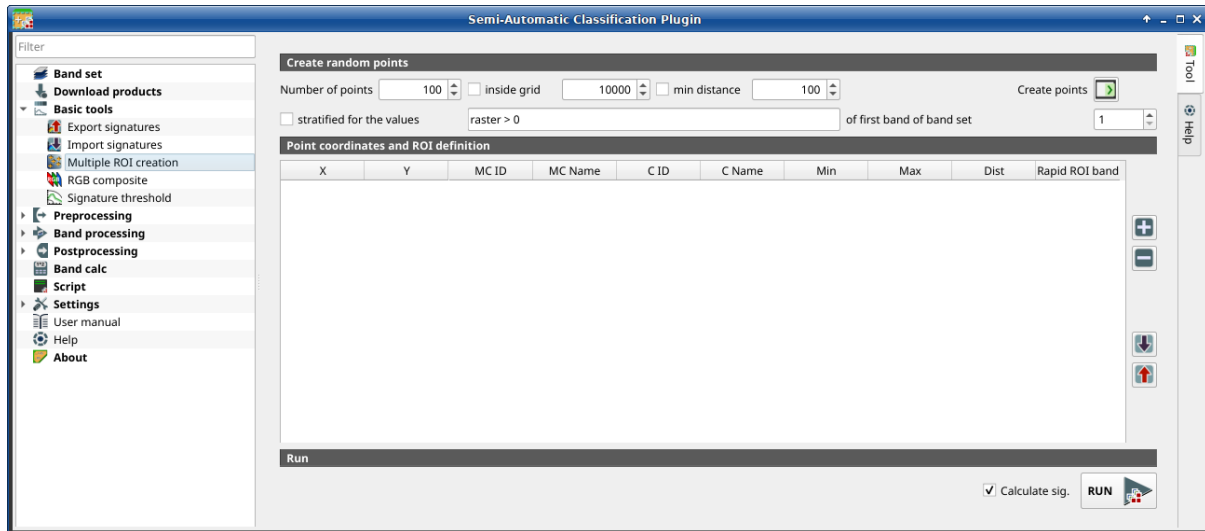 Semi-Automatic Classification Plugin
Filter
Band set
Download products
Basic tools
Export signatures
Import signatures
Multiple ROI creation
RGB composite
Signature threshold
Preprocessing
Band processing
Postprocessing
Band calc
Script
Settings
User manual
Help
About
Create random points
Number of points 100 inside grid 10000 min distance 100 Create points
stratified for the values raster > 0 of first band of band set 1
Point coordinates and ROI definition
X Y MC ID MC Name C ID C Name Min Max Dist Rapid ROI band
Run
Calculate sig. RUN
Tool
Help